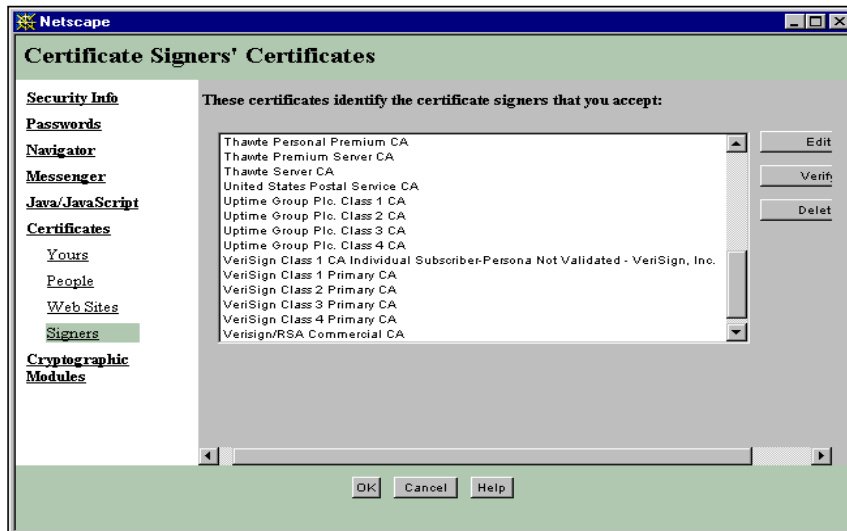 Netscape
Certificate Signers' Certificates
Security Info
Passwords
Navigator
Messenger
Java/JavaScript
Certificates
Yours
People
Web Sites
Signers
Cryptographic
Modules
These certificates identify the certificate signers that you accept:
Thawte Personal Premium CA
Thawte Premium Server CA
Thawte Server CA
United States Postal Service CA
Uptime Group Plc. Class 1 CA
Uptime Group Plc. Class 2 CA
Uptime Group Plc. Class 3 CA
Uptime Group Plc. Class 4 CA
VeriSign Class 1 CA Individual Subscriber-Persona Not Validated - VeriSign, Inc.
VeriSign Class 1 Primary CA
VeriSign Class 2 Primary CA
VeriSign Class 3 Primary CA
VeriSign Class 4 Primary CA
Verisign/RSA Commercial CA
Edit
Verify
Delet
OK
Cancel
Help